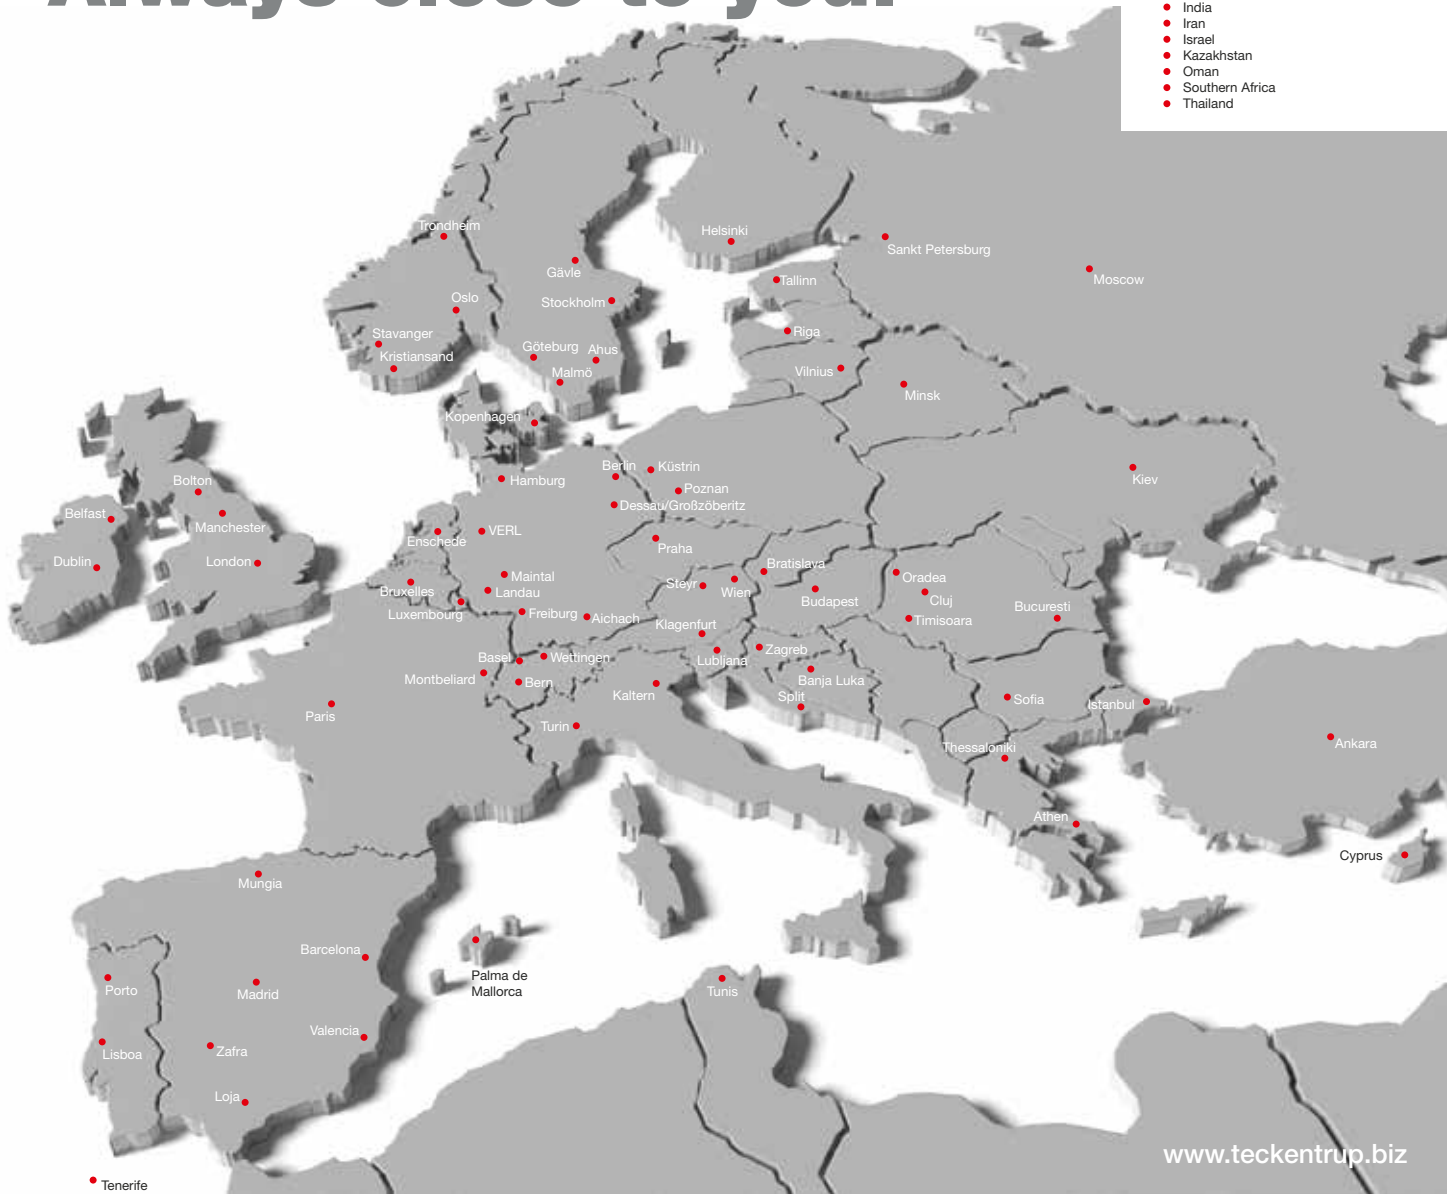 Always close to you!
India
Iran
Israel
Kazakhstan
Oman
Southern Africa
Thailand
Trondheim
Helsinki
Sankt Petersburg
Gävle
Moscow
Tallinn
Oslo
Stockholm
Stavanger
Riga
Göteburg
Ahus
Kristiansand
Vilnius
Malmö
Minsk
Kopenhagen
Berlin
Küstrin
Bolton
Hamburg
Kiev
Poznan
Belfast
Dessau/Großzöberitz
Manchester
VERL
Enschede
Praha
Dublin
London
Bratislava
Maintal
Oradea
Steyr
Bruxelles
Landau
Wien
Budapest
Cluj
Luxembourg
Freiburg
Aichach
Bucuresti
Klagenfurt
Timisoara
Basel
Wettingen
Lubljana
Zagreb
Montbeliard
Bern
Banja Luka
Kaltern
Split
Sofia
Istanbul
Paris
Turin
Thessaloniki
Ankara
Athen
Cyprus
Mungia
Barcelona
Palma de
Mallorca
Porto
Madrid
Tunis
Valencia
Lisboa
Zafra
Loja
www.teckentrup.biz
Tenerife